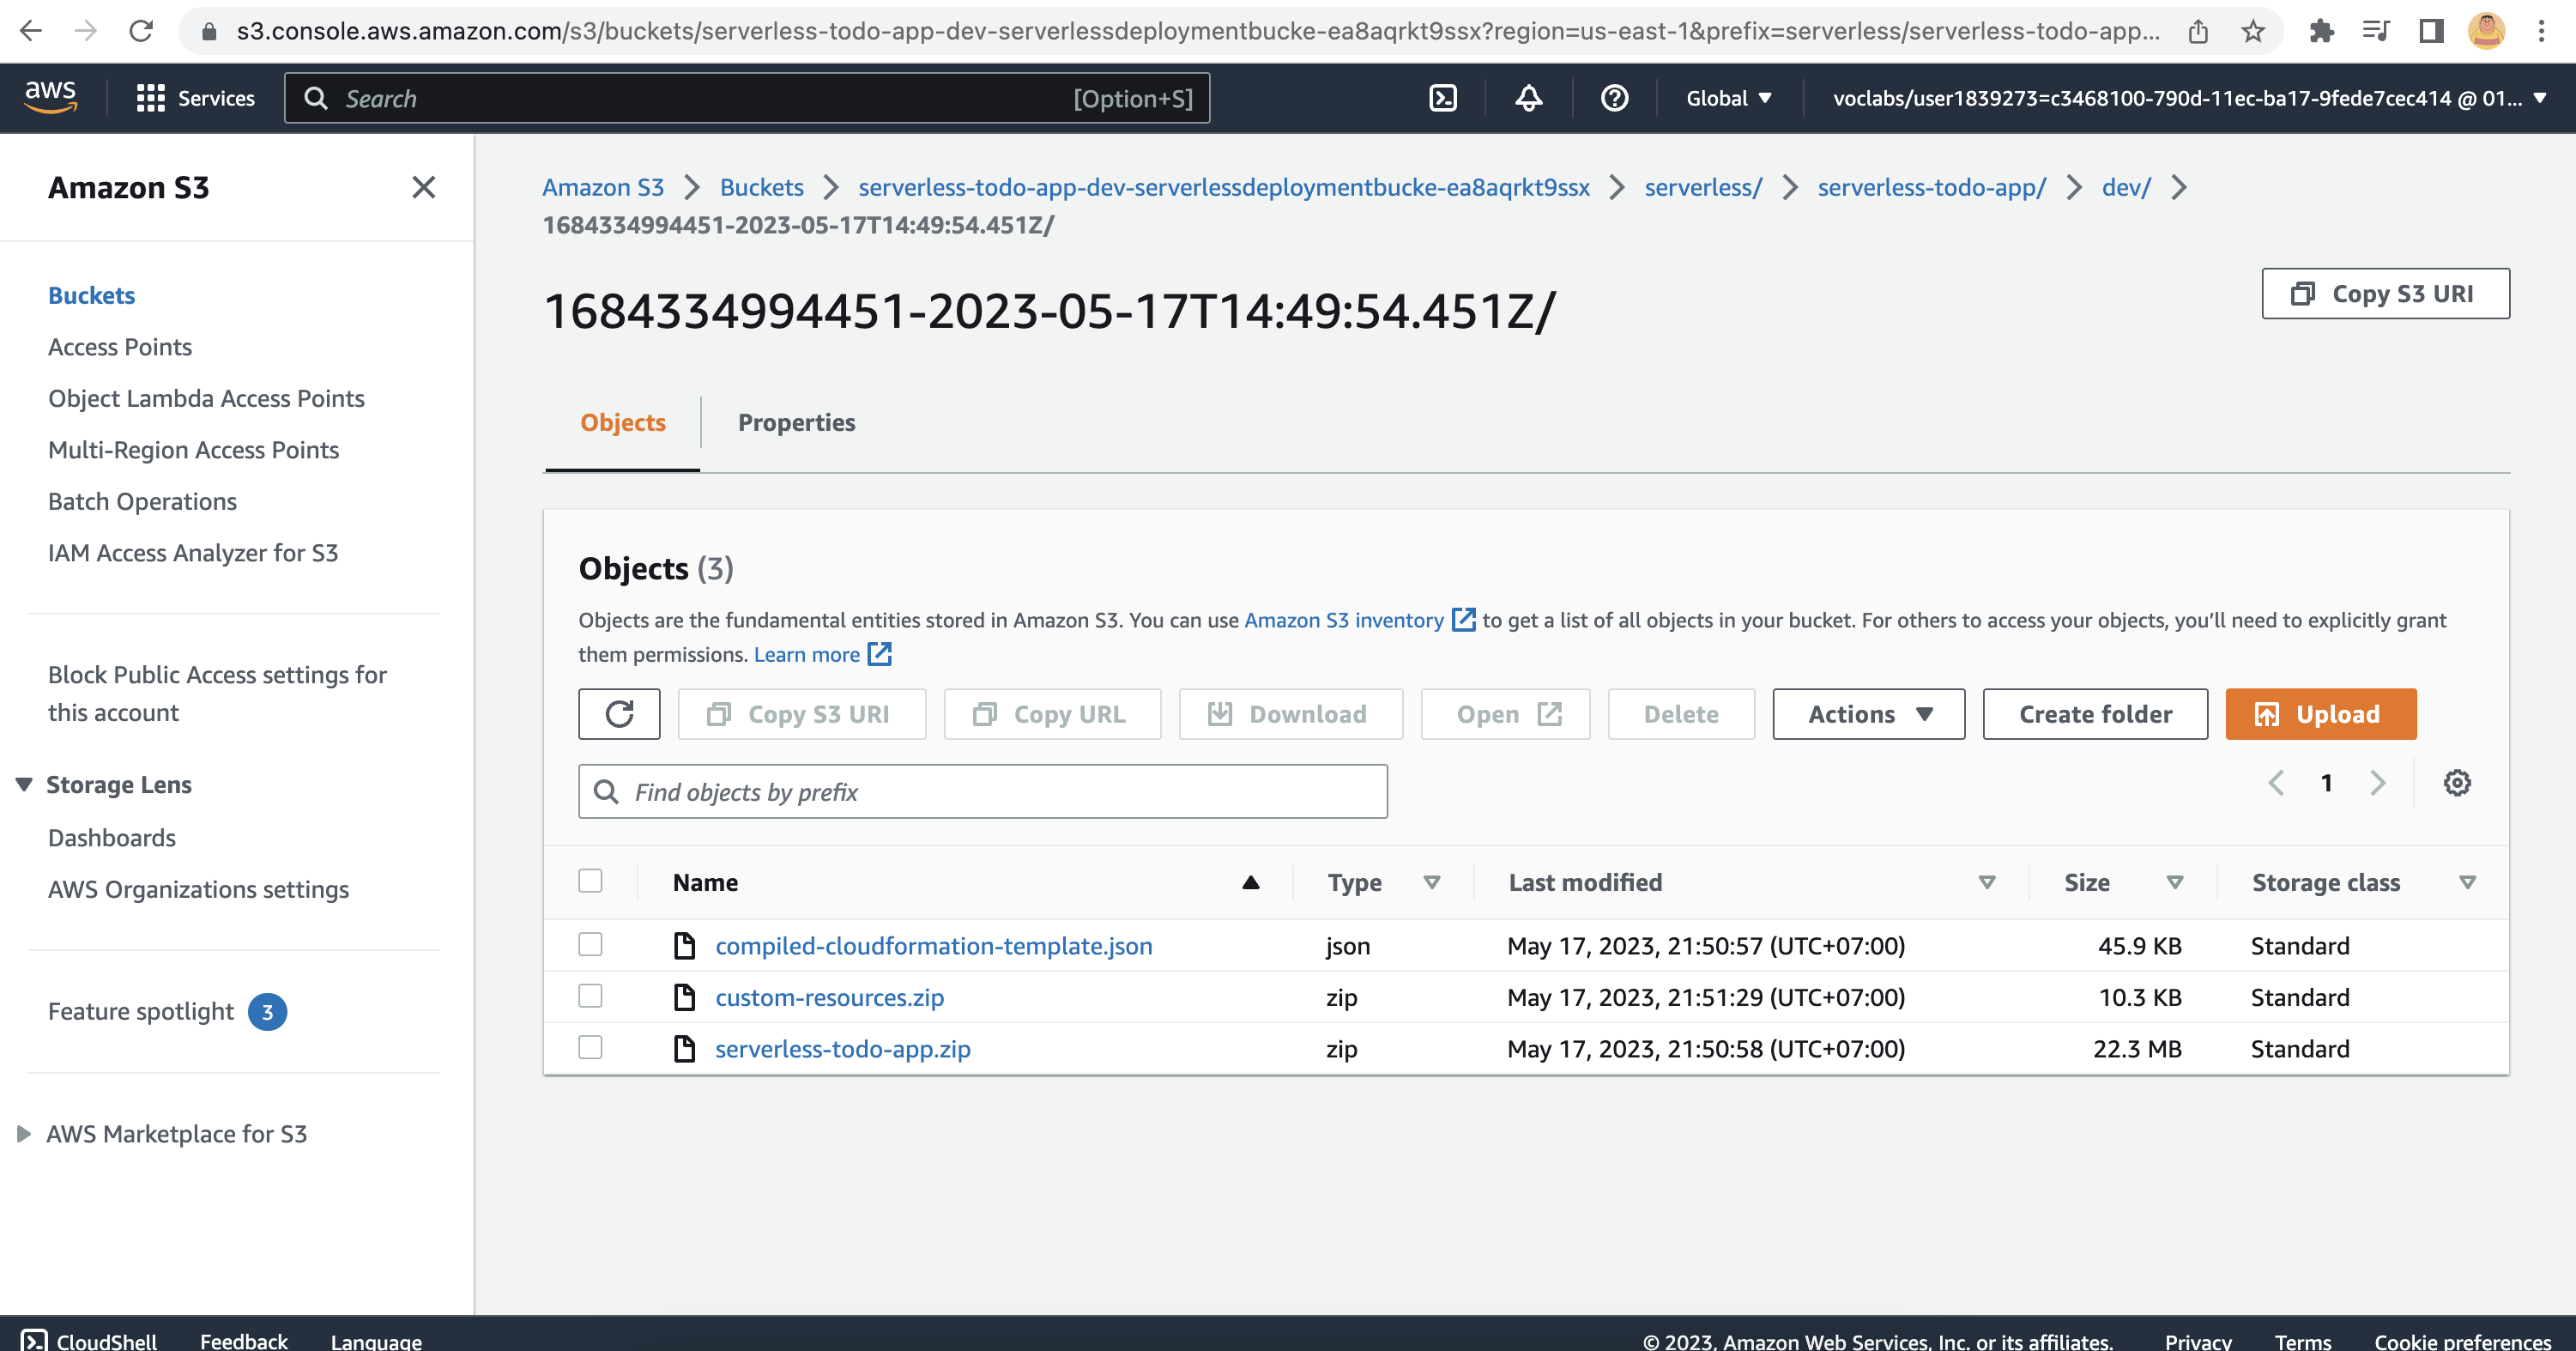 s3.console.aws.amazon.com/s3/buckets/serverless-todo-app-dev-serverlessdeploymentbucke-ea8aqrkt9ssx?region=us-east-1&prefix=serverless/serverless-todo-app...
aws Services Search [Option+S] Global voclabs/user1839273=c3468100-790d-11ec-ba17-9fede7cec414 @ 01...
Amazon S3
Buckets
Access Points
Object Lambda Access Points
Multi-Region Access Points
Batch Operations
IAM Access Analyzer for S3
Block Public Access settings for
this account
Storage Lens
Dashboards
AWS Organizations settings
Feature spotlight 3
AWS Marketplace for S3
Amazon S3 Buckets serverless-todo-app-dev-serverlessdeploymentbucke-ea8aqrkt9ssx serverless/ serverless-todo-app/ dev/
1684334994451-2023-05-17T14:49:54.451Z/
1684334994451-2023-05-17T14:49:54.451Z/
Copy S3 URI
Objects Properties
Objects (3)
Objects are the fundamental entities stored in Amazon S3. You can use Amazon S3 inventory to get a list of all objects in your bucket. For others to access your objects, you'll need to explicitly grant
them permissions. Learn more
Copy S3 URI Copy URL Download Open Delete Actions Create folder Upload
Find objects by prefix
1
Name Type Last modified Size Storage class
compiled-cloudformation-template.json json May 17, 2023, 21:50:57 (UTC+07:00) 45.9 KB Standard
custom-resources.zip zip May 17, 2023, 21:51:29 (UTC+07:00) 10.3 KB Standard
serverless-todo-app.zip zip May 17, 2023, 21:50:58 (UTC+07:00) 22.3 MB Standard
CloudShell Feedback Language © 2023, Amazon Web Services, Inc. or its affiliates. Privacy Terms Cookie preferences